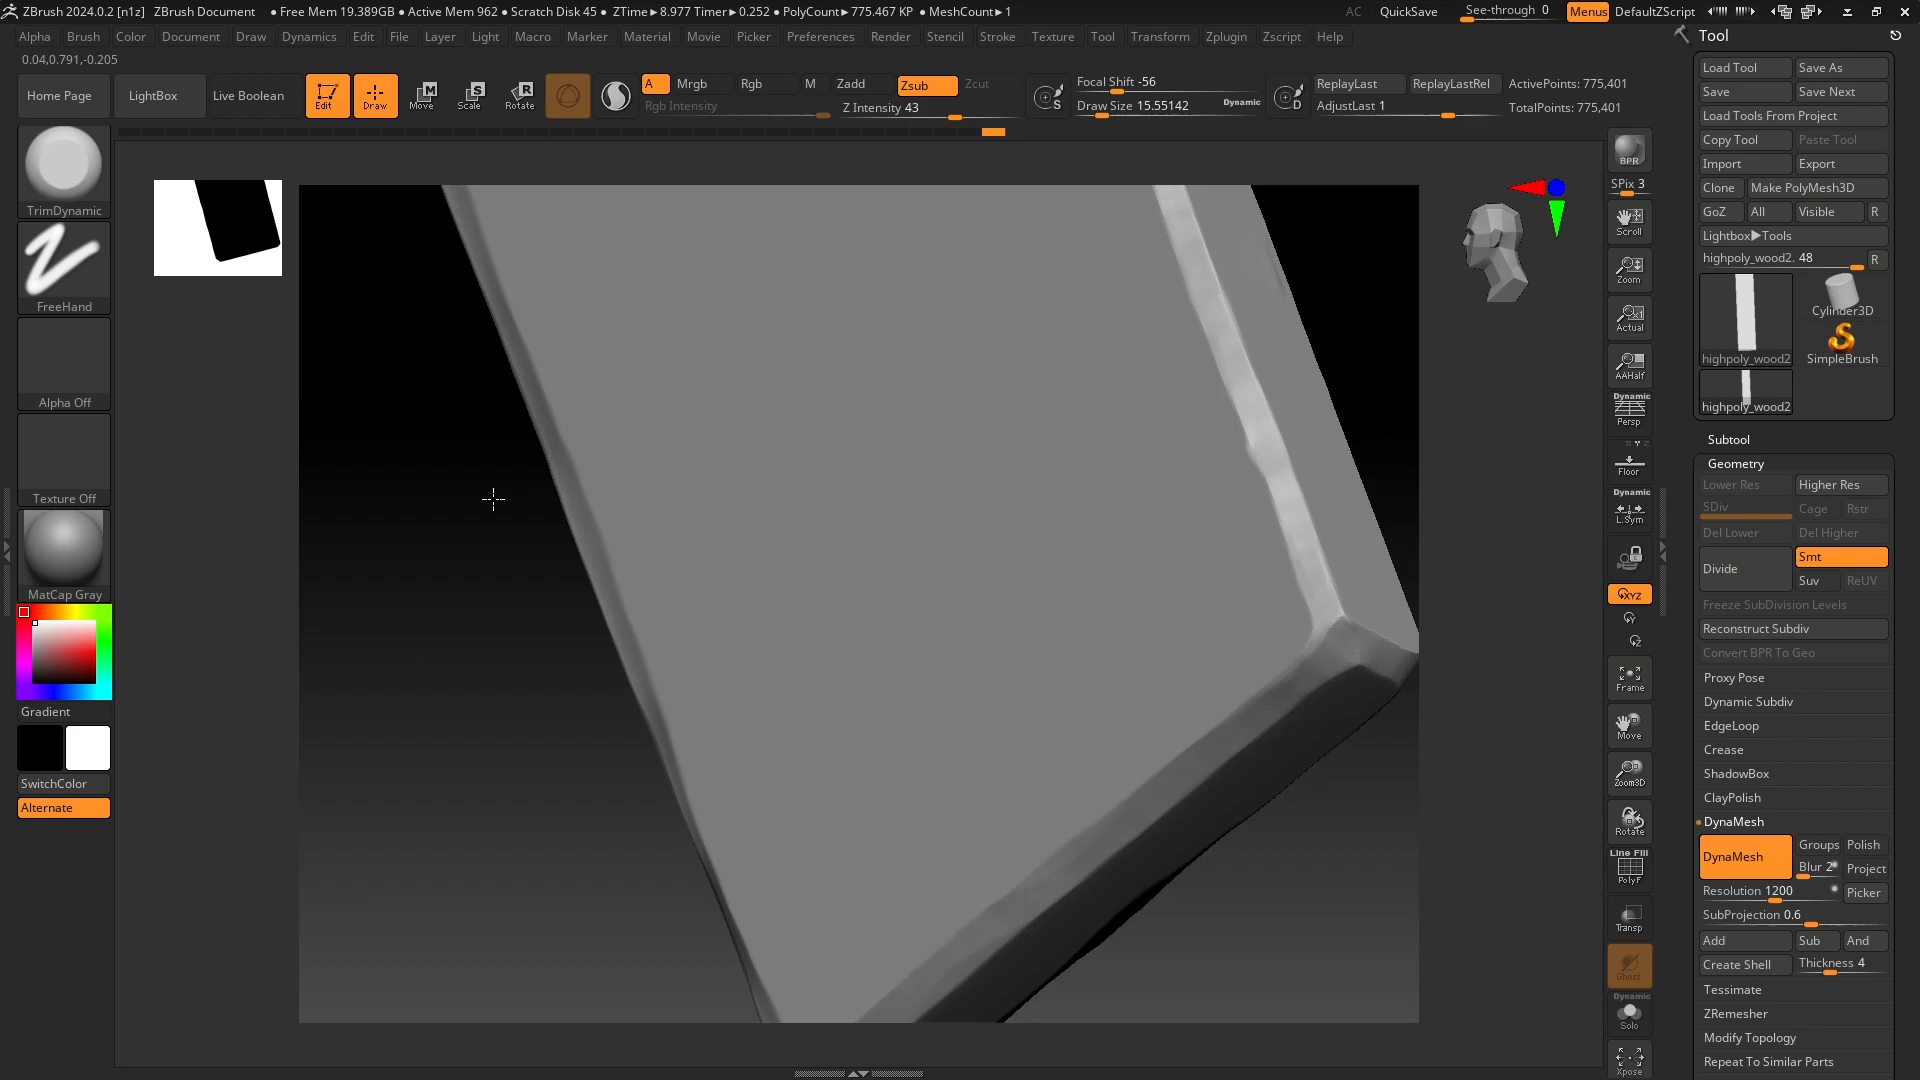 ZBrush 2024.0.2 [n1z] ZBrush Document ● Free Mem 19.389GB ● Active Mem 962 ● Scratch Disk 45 ● ZTime►8.977 Timer►0.252 ● PolyCount►775.467 KP ● MeshCount►1 AC QuickSave See-through 0 Menus DefaultZScript
Alpha Brush Color Document Draw Dynamics Edit File Layer Light Macro Marker Material Movie Picker Preferences Render Stencil Stroke Texture Tool Transform Zplugin Zscript Help
0.04,0.791,-0.205
Home Page LightBox Live Boolean Edit Draw Move Scale Rotate
A Mrgb Rgb M Zadd Zsub Zcut
Rgb Intensity Z Intensity 43
Focal Shift -56
Draw Size 15.55142 Dynamic
ReplayLast ReplayLastRel ActivePoints: 775,401
AdjustLast 1 TotalPoints: 775,401
TrimDynamic
FreeHand
Alpha Off
Texture Off
MatCap Gray
Gradient
SwitchColor
Alternate
BPR
SPix 3
Scroll
Zoom
Actual
AAHalf
Dynamic
Persp
Floor
Dynamic
L.Sym
XYZ
Y
Z
Frame
Move
Zoom3D
Rotate
Line Fill
PolyF
Transp
Ghost
Dynamic
Solo
Xpose
Tool
Load Tool Save As
Save Save Next
Load Tools From Project
Copy Tool Paste Tool
Import Export
Clone Make PolyMesh3D
GoZ All Visible R
Lightbox►Tools
highpoly_wood2. 48 R
highpoly_wood2 Cylinder3D
SimpleBrush
highpoly_wood2
Subtool
Geometry
Lower Res Higher Res
SDiv Cage Rstr
Del Lower Del Higher
Divide Smt
Suv ReUV
Freeze SubDivision Levels
Reconstruct Subdiv
Convert BPR To Geo
Proxy Pose
Dynamic Subdiv
EdgeLoop
Crease
ShadowBox
ClayPolish
DynaMesh
DynaMesh Groups Polish
Blur 2 Project
Resolution 1200 Picker
SubProjection 0.6
Add Sub And
Create Shell Thickness 4
Tessimate
ZRemesher
Modify Topology
Repeat To Similar Parts